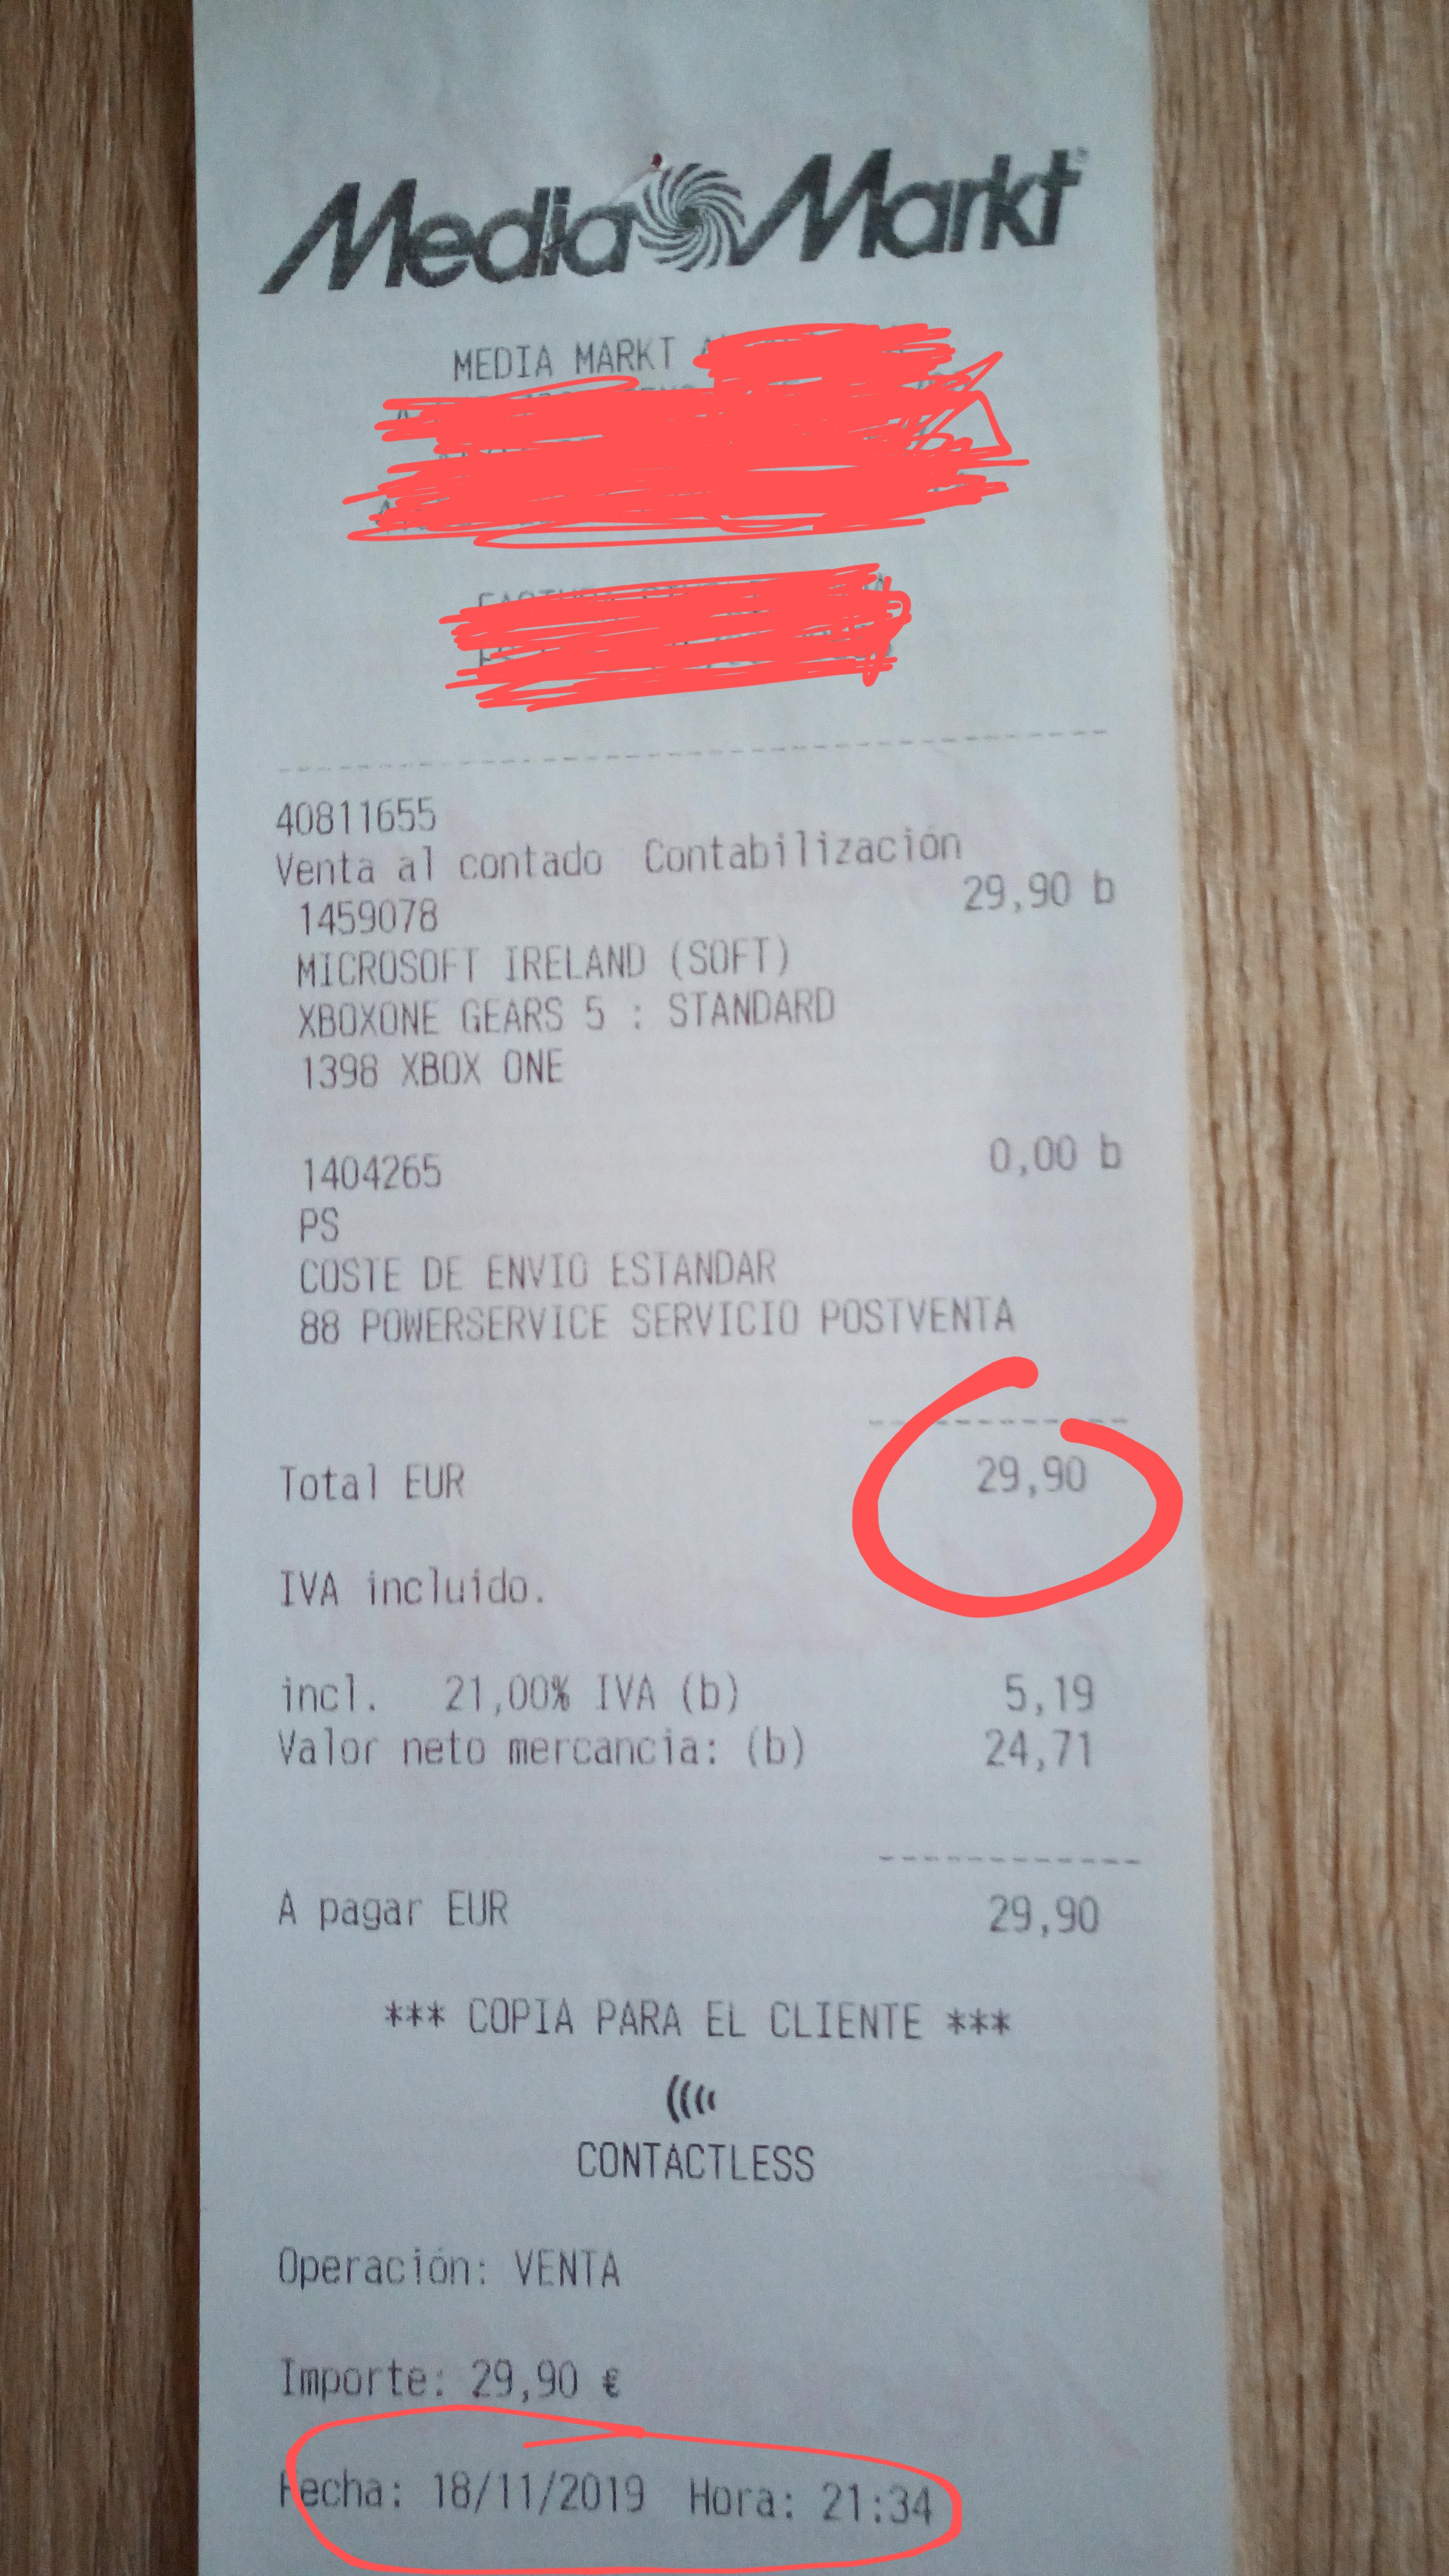 Media Markt
MEDIA MARKT
40811655
Venta al contado Contabilización
1459078 29,90 b
MICROSOFT IRELAND (SOFT)
XBOXONE GEARS 5 : STANDARD
1398 XBOX ONE
1404265 0,00 b
PS
COSTE DE ENVIO ESTANDAR
88 POWERSERVICE SERVICIO POSTVENTA
Total EUR 29,90
IVA incluido.
incl. 21,00% IVA (b) 5,19
Valor neto mercancia: (b) 24,71
A pagar EUR 29,90
*** COPIA PARA EL CLIENTE ***
CONTACTLESS
Operación: VENTA
Importe: 29,90 €
Fecha: 18/11/2019 Hora: 21:34